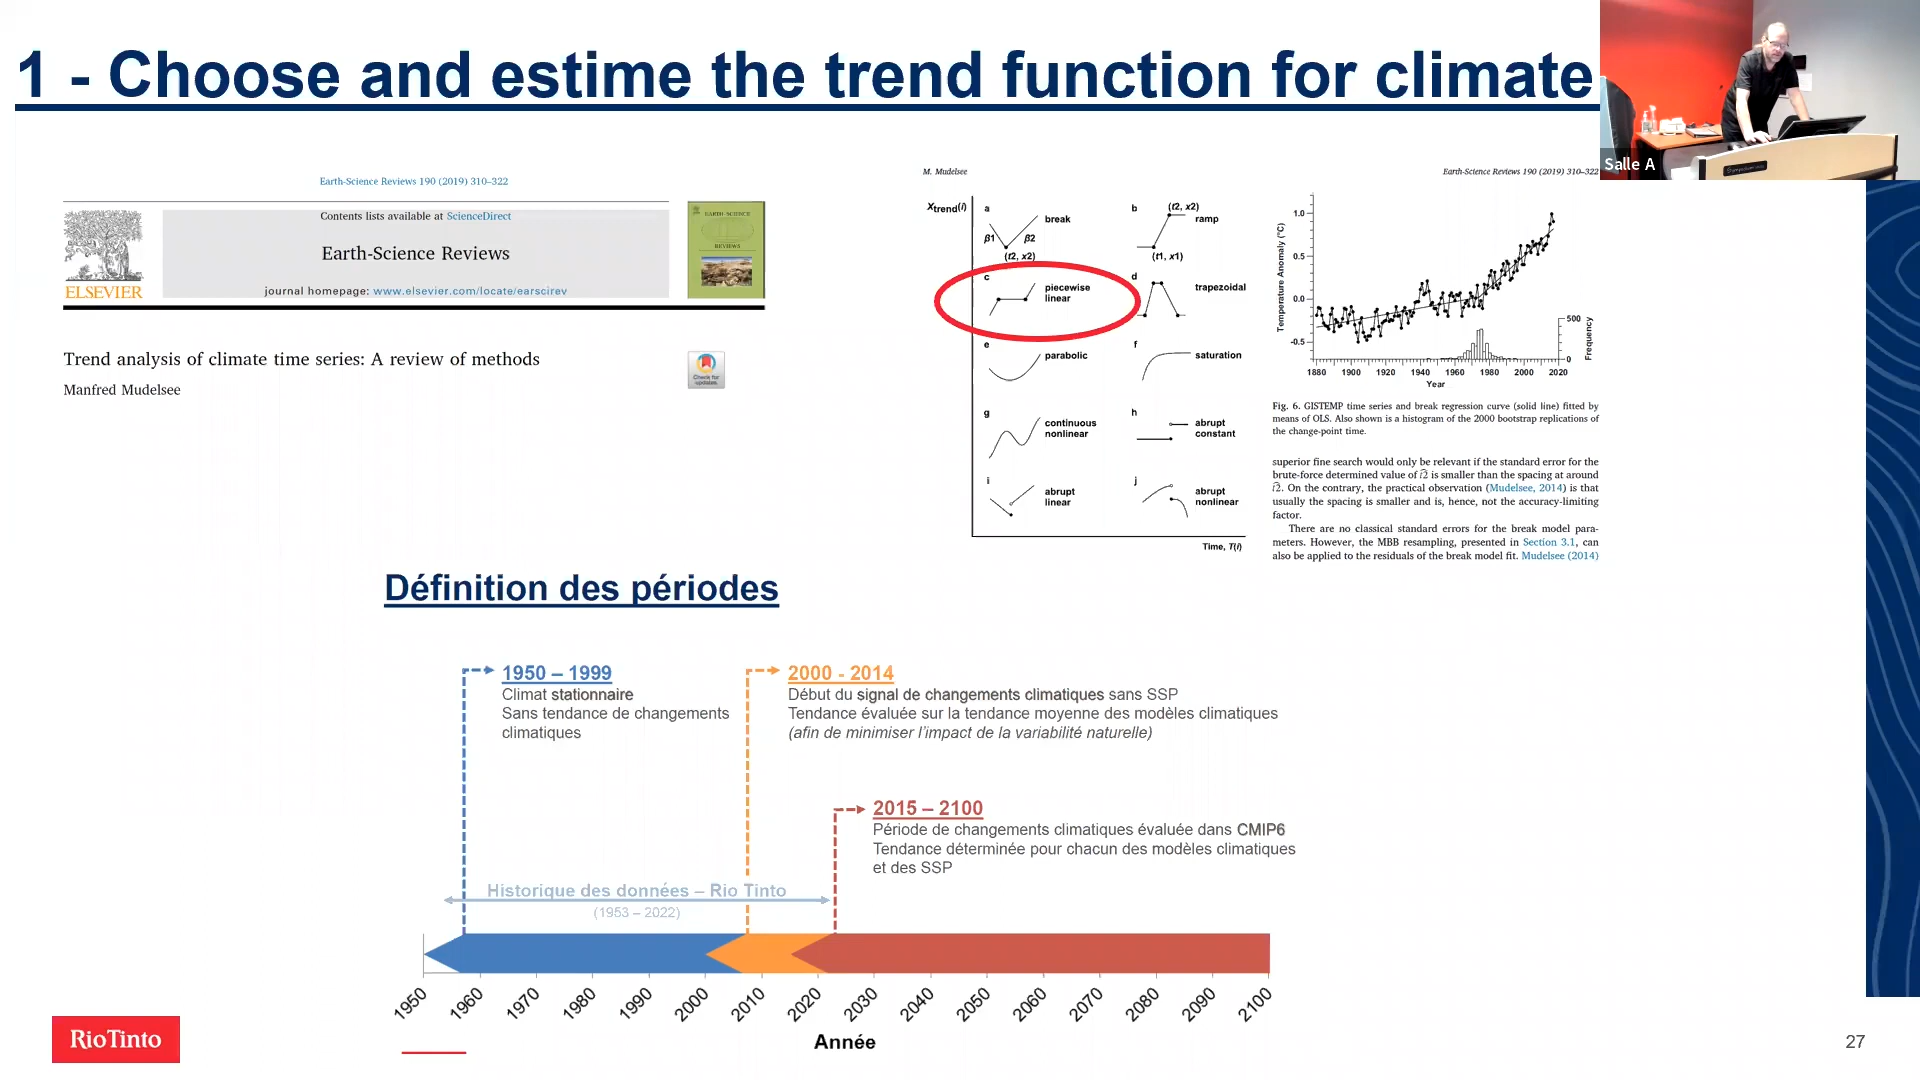 1 - Choose and estime the trend function for climate
Salle A
Earth-Science Reviews 190 (2019) 310–322
Contents lists available at ScienceDirect
Earth-Science Reviews
journal homepage: www.elsevier.com/locate/earscirev
ELSEVIER
EARTH-SCIENCE
REVIEWS
Trend analysis of climate time series: A review of methods
Manfred Mudelsee
Check for
updates
M. Mudelsee
Earth-Science Reviews 190 (2019) 310–322
Xtrend(i)
a
break
β1
β2
(t2, x2)
b
(t2, x2)
ramp
(t1, x1)
c
piecewise
linear
d
trapezoidal
e
parabolic
f
saturation
g
continuous
nonlinear
h
abrupt
constant
i
abrupt
linear
j
abrupt
nonlinear
Time, T(i)
Temperature Anomaly (°C)
1.0
0.5
0.0
-0.5
500
0
Frequency
1880 1900 1920 1940 1960 1980 2000 2020
Year
Fig. 6. GISTEMP time series and break regression curve (solid line) fitted by
means of OLS. Also shown is a histogram of the 2000 bootstrap replications of
the change-point time.
superior fine search would only be relevant if the standard error for the
brute-force determined value of t̂2 is smaller than the spacing at around
t̂2. On the contrary, the practical observation (Mudelsee, 2014) is that
usually the spacing is smaller and is, hence, not the accuracy-limiting
factor.
There are no classical standard errors for the break model para-
meters. However, the MBB resampling, presented in Section 3.1, can
also be applied to the residuals of the break model fit. Mudelsee (2014)
Définition des périodes
1950 – 1999
Climat stationnaire
Sans tendance de changements
climatiques
2000 - 2014
Début du signal de changements climatiques sans SSP
Tendance évaluée sur la tendance moyenne des modèles climatiques
(afin de minimiser l'impact de la variabilité naturelle)
2015 – 2100
Période de changements climatiques évaluée dans CMIP6
Tendance déterminée pour chacun des modèles climatiques
et des SSP
Historique des données – Rio Tinto
(1953 – 2022)
1950 1960 1970 1980 1990 2000 2010 2020 2030 2040 2050 2060 2070 2080 2090 2100
Année
RioTinto
27